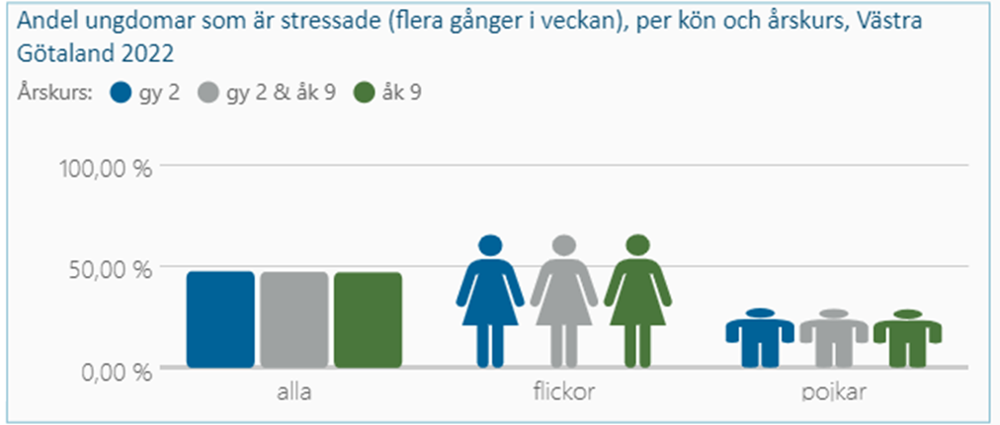 Andel ungdomar som är stressade (flera gånger i veckan), per kön och årskurs, Västra
Götaland 2022
Årskurs: gy 2 gy 2 & åk 9 åk 9
100,00 %
50,00 %
0,00 %
alla flickor pojkar